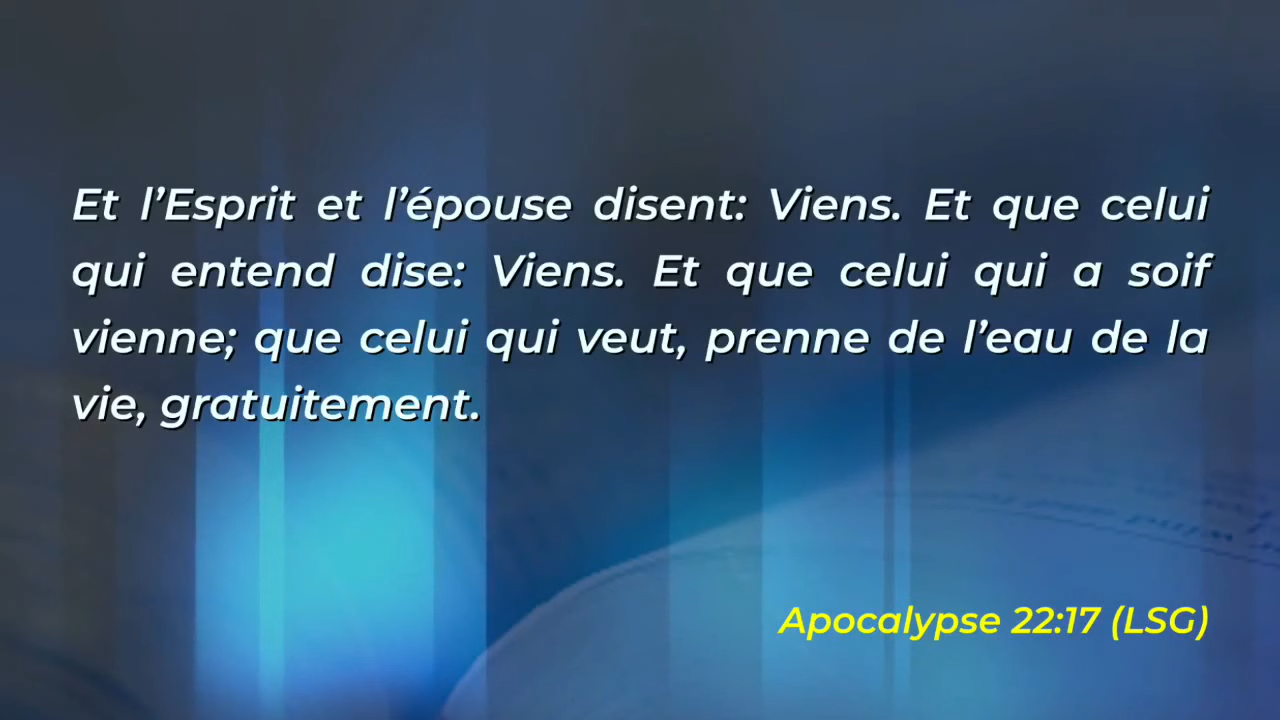 Et l’Esprit et l’épouse disent: Viens. Et que celui
qui entend dise: Viens. Et que celui qui a soif
vienne; que celui qui veut, prenne de l’eau de la
vie, gratuitement.
Apocalypse 22:17 (LSG)